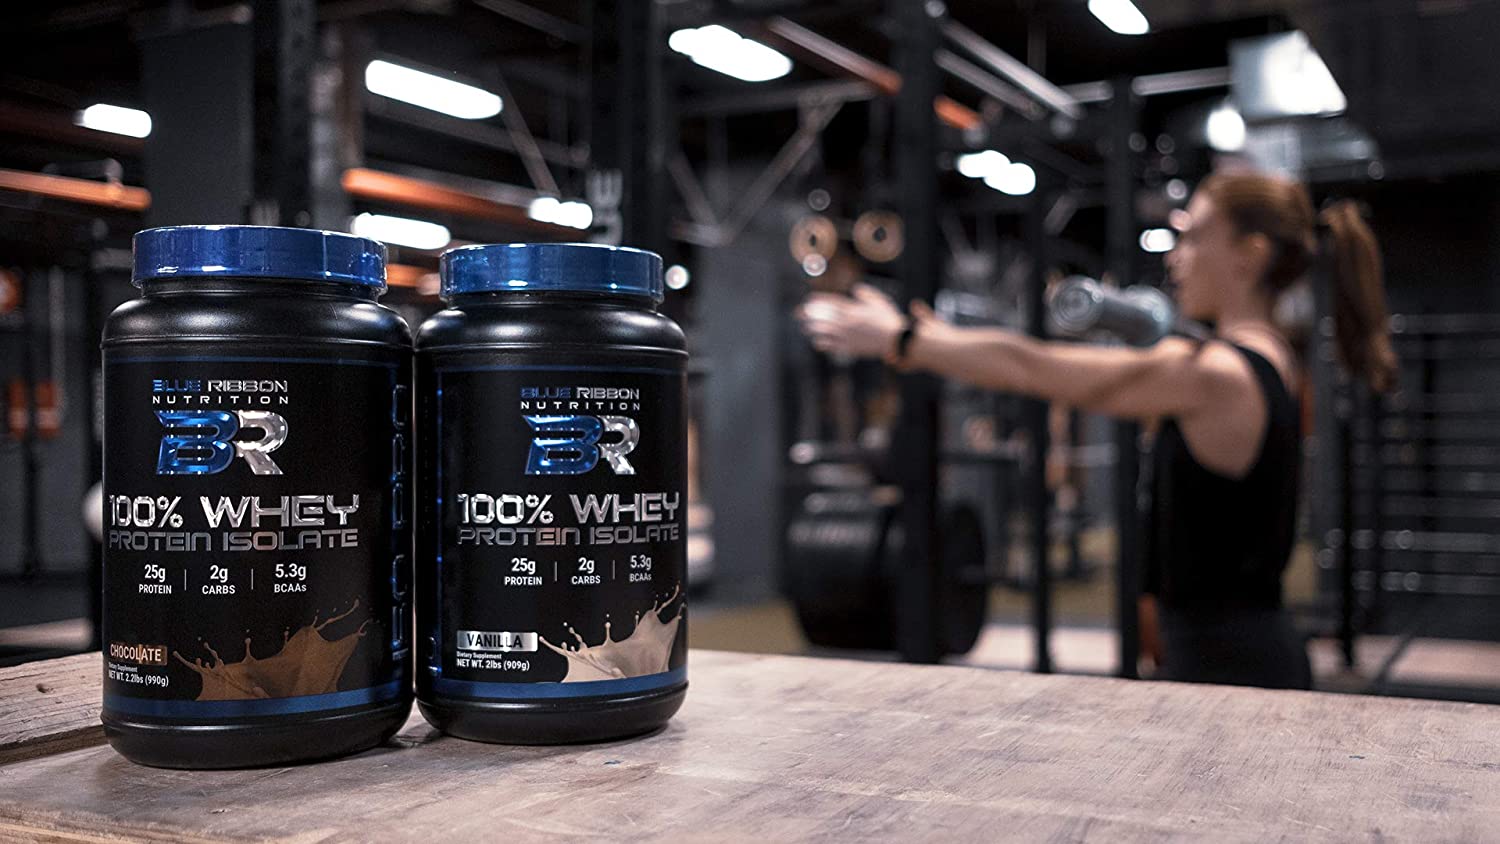 BLUE RIBBON
NUTRITION
BR
100% WHEY
PROTEIN ISOLATE
25g PROTEIN
2g CARBS
5.3g BCAAs
CHOCOLATE
Dietary Supplement
NET WT. 2.2lbs (990g)
BLUE RIBBON
NUTRITION
BR
100% WHEY
PROTEIN ISOLATE
25g PROTEIN
2g CARBS
5.3g BCAAs
VANILLA
Dietary Supplement
NET WT. 2lbs (909g)